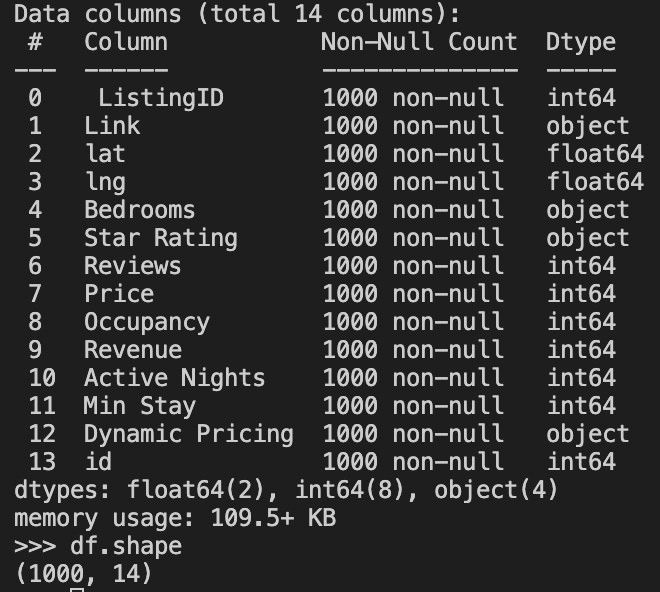 Data columns (total 14 columns):
 #   Column           Non-Null Count  Dtype
---  ------           --------------  -----
 0    ListingID       1000 non-null   int64
 1   Link             1000 non-null   object
 2   lat              1000 non-null   float64
 3   lng              1000 non-null   float64
 4   Bedrooms         1000 non-null   object
 5   Star Rating      1000 non-null   object
 6   Reviews          1000 non-null   int64
 7   Price            1000 non-null   int64
 8   Occupancy        1000 non-null   int64
 9   Revenue          1000 non-null   int64
 10  Active Nights    1000 non-null   int64
 11  Min Stay         1000 non-null   int64
 12  Dynamic Pricing  1000 non-null   object
 13  id               1000 non-null   int64
dtypes: float64(2), int64(8), object(4)
memory usage: 109.5+ KB
>>> df.shape
(1000, 14)